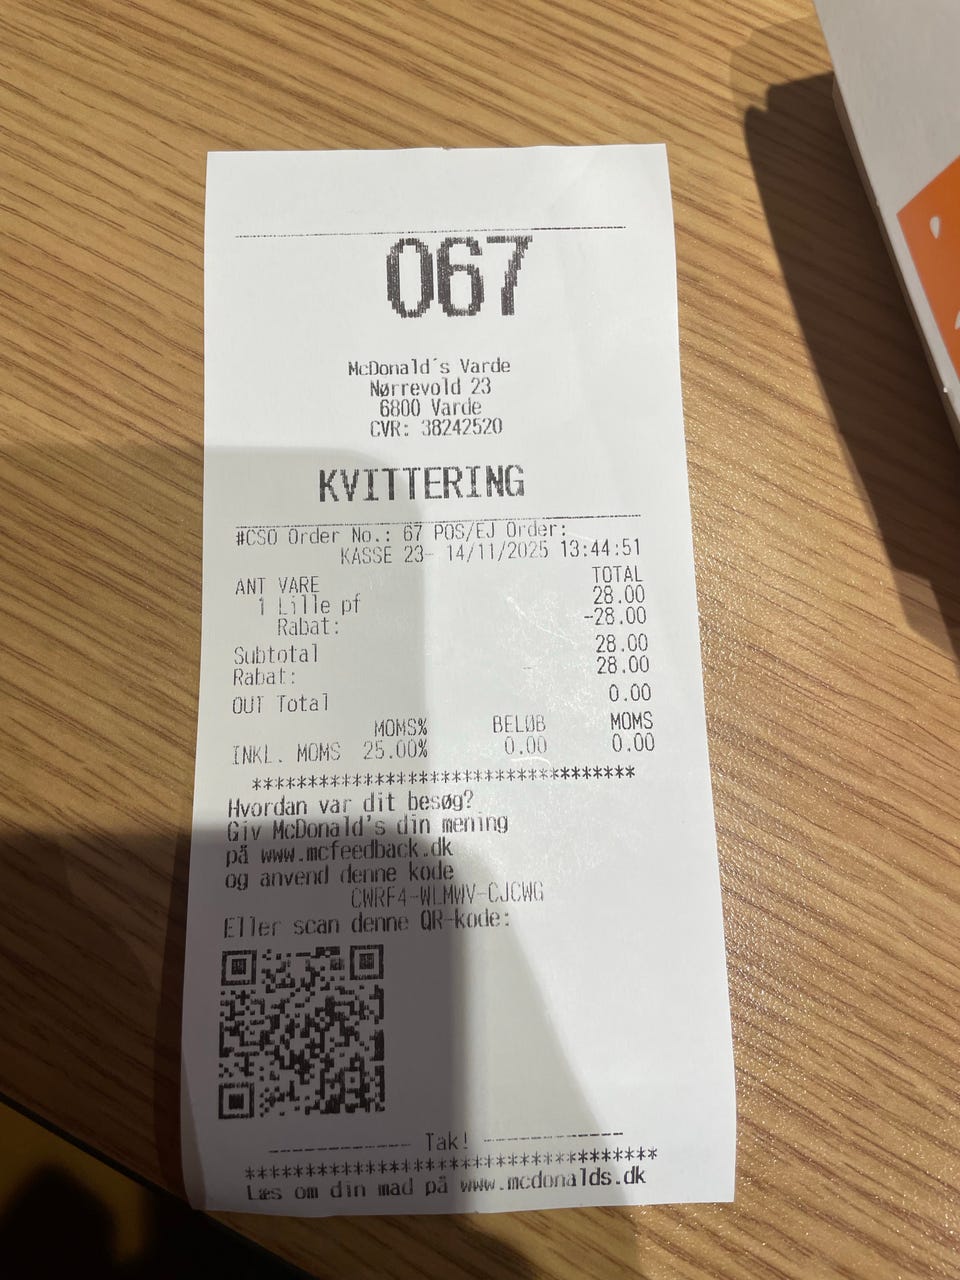 067
McDonald´s Varde
Nørrevold 23
6800 Varde
CVR: 38242520
KVITTERING
#CSO Order No.: 67 POS/EJ Order:
KASSE 23- 14/11/2025 13:44:51
ANT VARE TOTAL
1 Lille pf 28.00
Rabat: -28.00
Subtotal 28.00
Rabat: 28.00
OUT Total 0.00
MOMS% BELØB MOMS
INKL. MOMS 25.00% 0.00 0.00
***********************************
Hvordan var dit besøg?
Giv McDonald's din mening
på www.mcfeedback.dk
og anvend denne kode
CWRF4-WLMWV-CJCWG
Eller scan denne QR-kode:
------------- Tak! -------------
**************************************
Læs om din mad på www.mcdonalds.dk